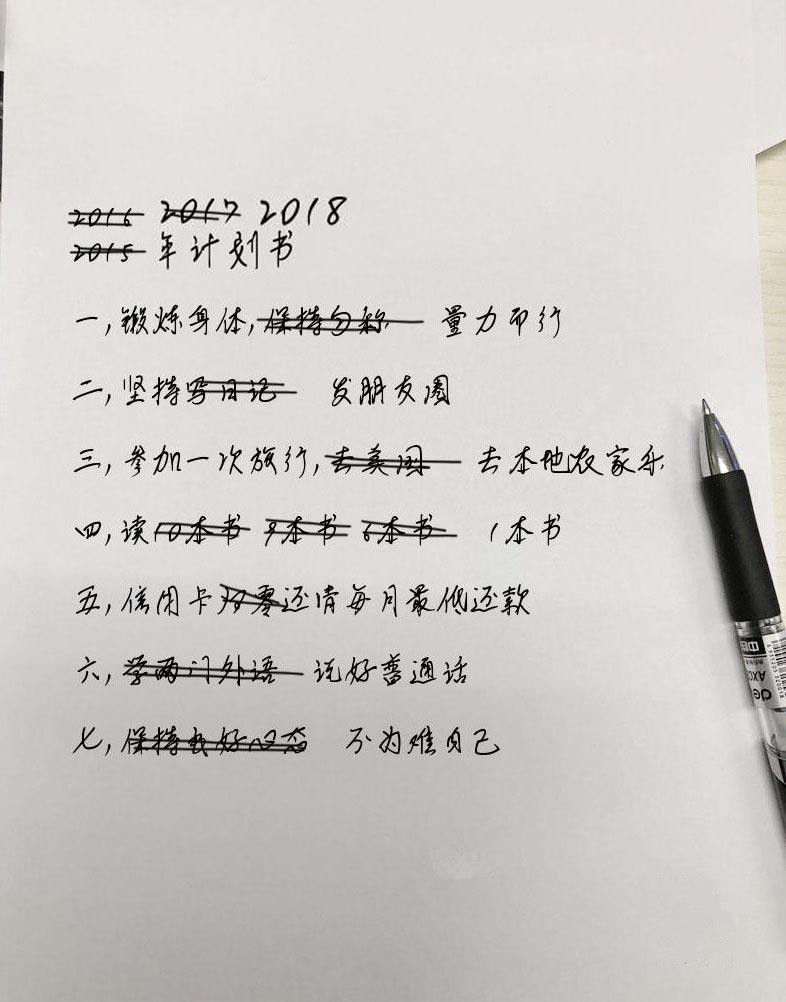 2016 2017 2018
2015 年计划书
一,锻炼身体,保持匀称 量力而行
二,坚持写日记 发朋友圈
三,参加一次旅行,去美国 去本地农家乐
四,读10本书 9本书 6本书 1本书
五,信用卡归零还清每月最低还款
六,学两门外语 说好普通话
七,保持良好心态 不为难自己